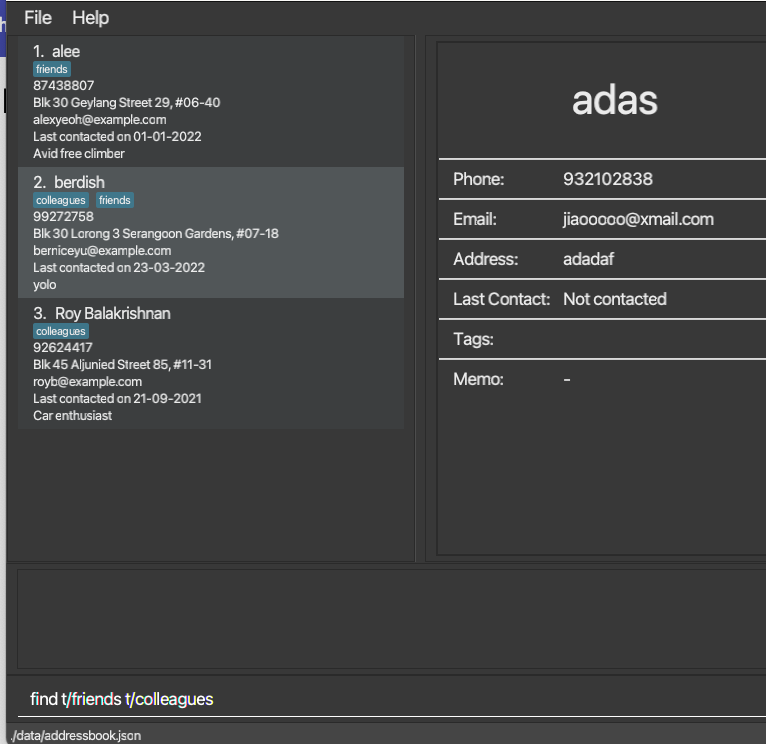 File Help
1. alee
friends
87438807
Blk 30 Geylang Street 29, #06-40
alexyeoh@example.com
Last contacted on 01-01-2022
Avid free climber
2. berdish
colleagues friends
99272758
Blk 30 Lorong 3 Serangoon Gardens, #07-18
berniceyu@example.com
Last contacted on 23-03-2022
yolo
3. Roy Balakrishnan
colleagues
92624417
Blk 45 Aljunied Street 85, #11-31
royb@example.com
Last contacted on 21-09-2021
Car enthusiast
adas
Phone: 932102838
Email: jiaooooo@xmail.com
Address: adadaf
Last Contact: Not contacted
Tags:
Memo: -
find t/friends t/colleagues
./data/addressbook.json